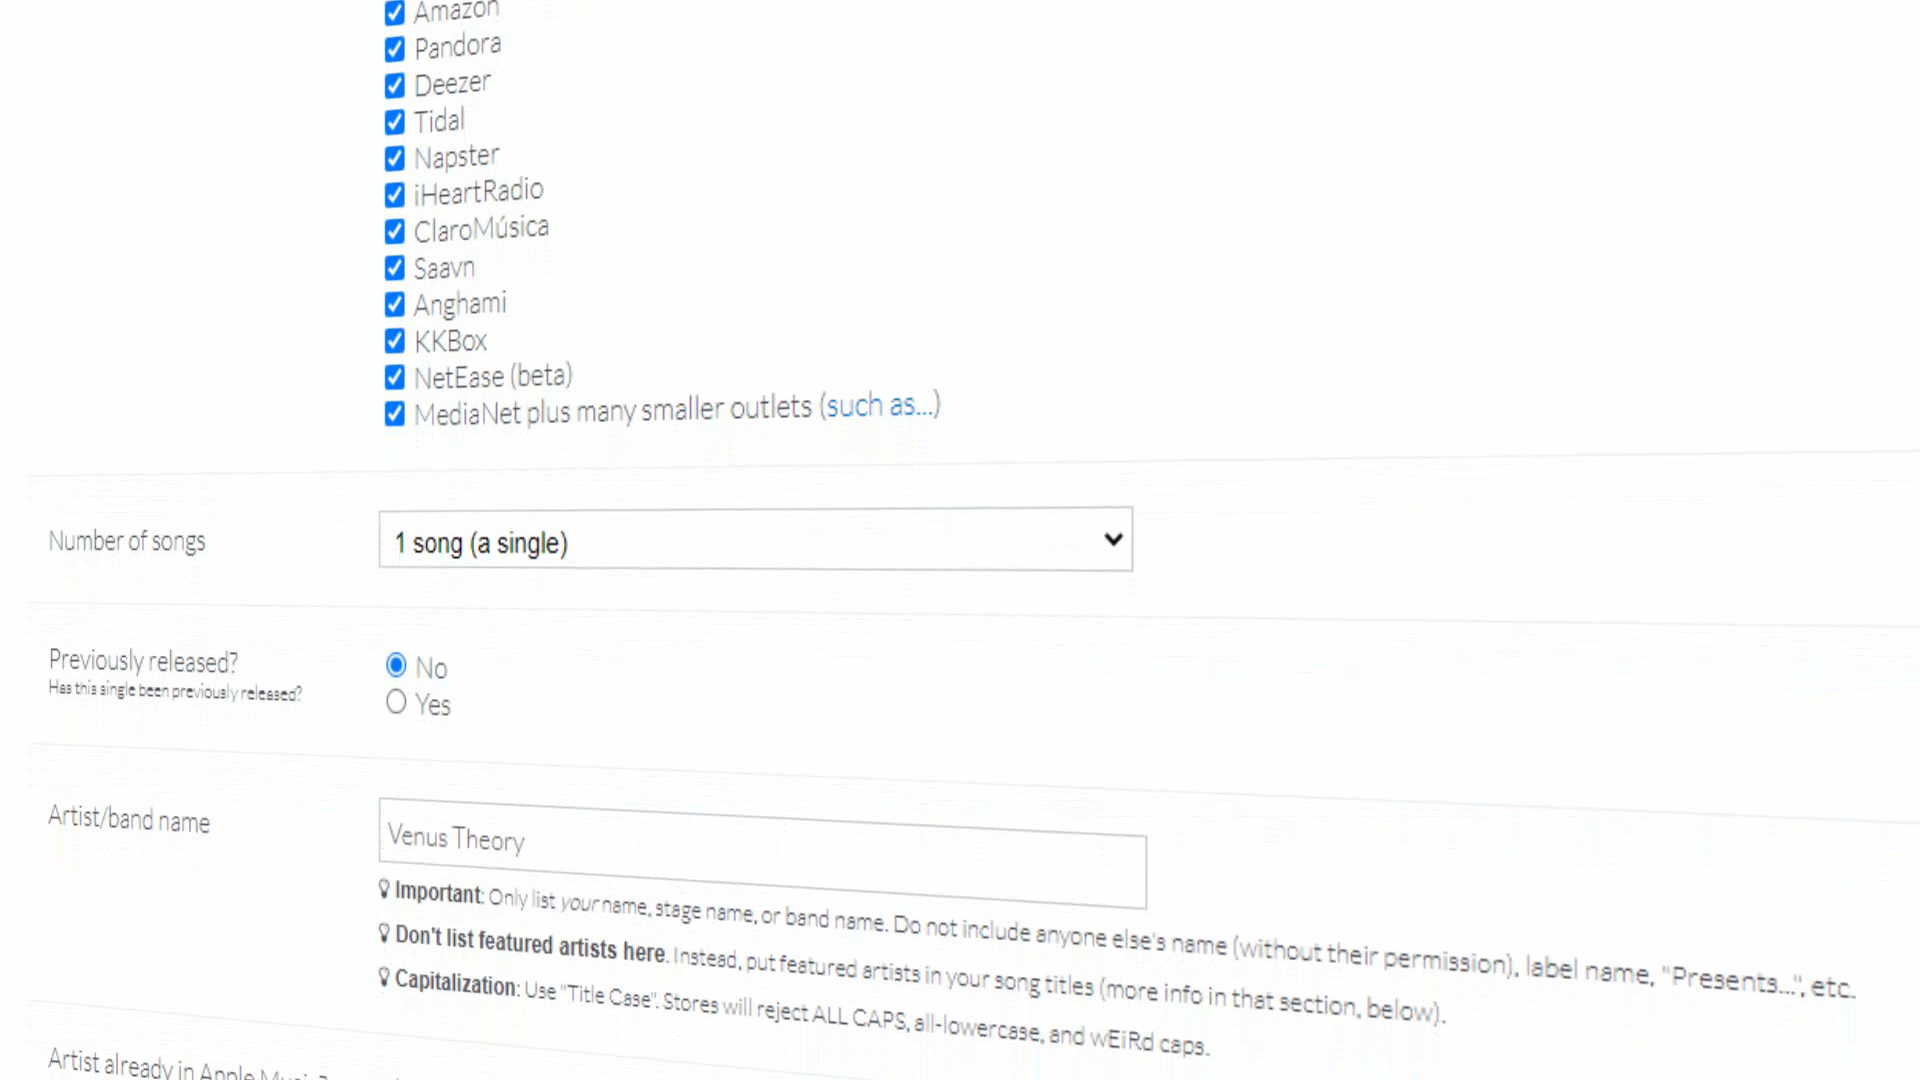 Amazon
Pandora
Deezer
Tidal
Napster
iHeartRadio
ClaroMúsica
Saavn
Anghami
KKBox
NetEase (beta)
MediaNet plus many smaller outlets (such as...)
Number of songs
1 song (a single)
Previously released?
Has this single been previously released?
No
Yes
Artist/band name
Venus Theory
Important: Only list your name, stage name, or band name. Do not include anyone else's name (without their permission), label name, "Presents...", etc.
Don't list featured artists here. Instead, put featured artists in your song titles (more info in that section, below).
Capitalization: Use "Title Case". Stores will reject ALL CAPS, all-lowercase, and wEiRd caps.
Artist already in Apple Music?